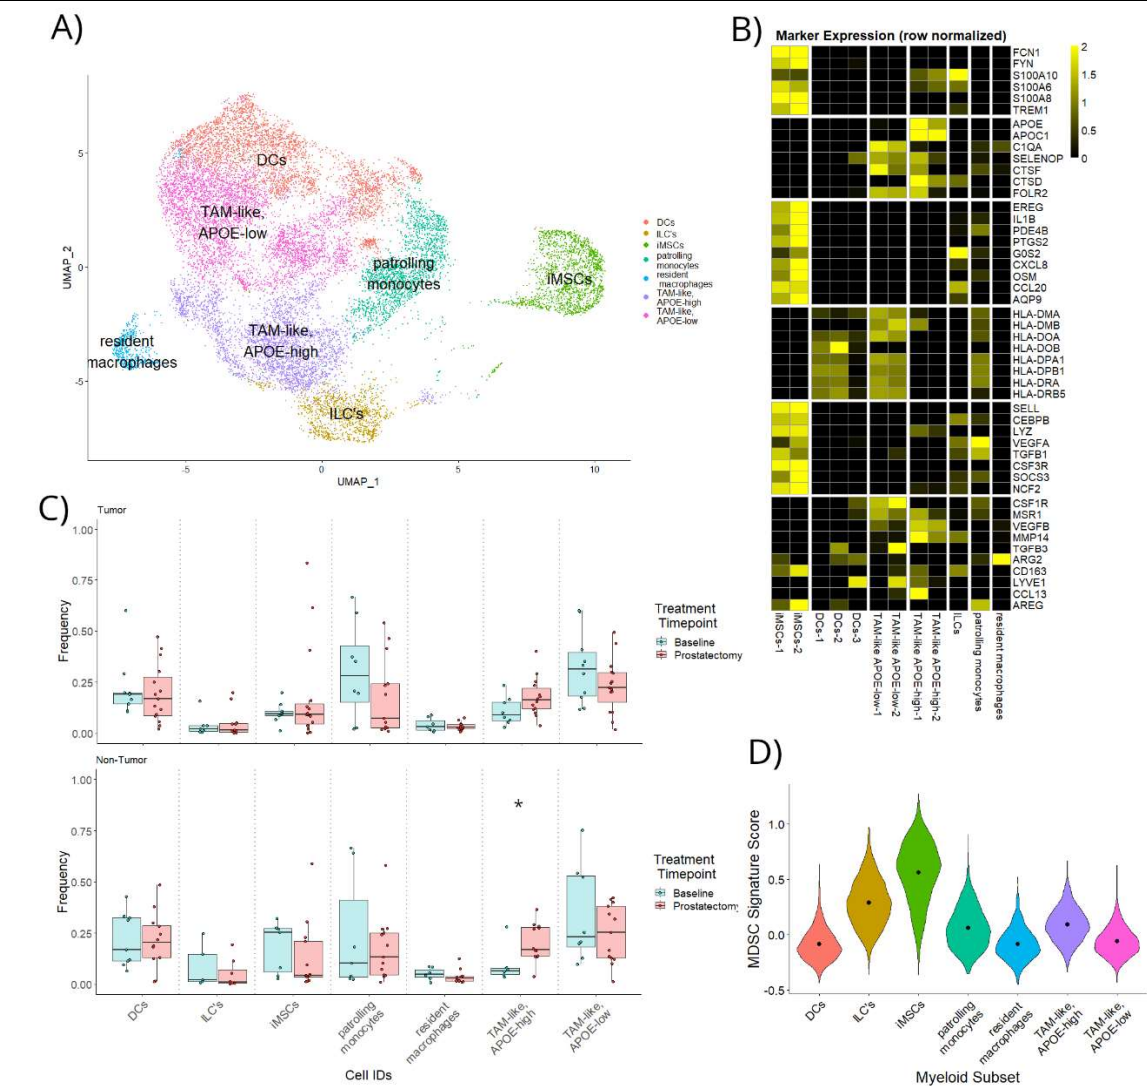 A)
5
0
-5
UMAP_2
-5
0
5
10
UMAP_1
DCs
TAM-like,
APOE-low
patrolling
monocytes
iMSCs
TAM-like,
APOE-high
resident
macrophages
ILC's
DCs
ILC's
iMSCs
patrolling
monocytes
resident
macrophages
TAM-like,
APOE-high
TAM-like,
APOE-low
B)
Marker Expression (row normalized)
2
1.5
1
0.5
0
FCN1
FYN
S100A10
S100A6
S100A8
TREM1
APOE
APOC1
C1QA
SELENOP
CTSF
CTSD
FOLR2
EREG
IL1B
PDE4B
PTGS2
G0S2
CXCL8
OSM
CCL20
AQP9
HLA-DMA
HLA-DMB
HLA-DOA
HLA-DOB
HLA-DPA1
HLA-DPB1
HLA-DRA
HLA-DRB5
SELL
CEBPB
LYZ
VEGFA
TGFB1
CSF3R
SOCS3
NCF2
CSF1R
MSR1
VEGFB
MMP14
TGFB3
ARG2
CD163
LYVE1
CCL13
AREG
iMSCs-1
iMSCs-2
DCs-1
DCs-2
DCs-3
TAM-like APOE-low-1
TAM-like APOE-low-2
TAM-like APOE-high-1
TAM-like APOE-high-2
ILCs
patrolling monocytes
resident macrophages
C)
Tumor
1.00
0.75
0.50
0.25
0.00
Frequency
Treatment
Timepoint
Baseline
Prostatectomy
Non-Tumor
1.00
0.75
0.50
0.25
0.00
Frequency
*
Treatment
Timepoint
Baseline
Prostatectomy
DCs
ILC's
iMSCs
patrolling
monocytes
resident
macrophages
TAM-like,
APOE-high
TAM-like,
APOE-low
Cell IDs
D)
1.0
0.5
0.0
-0.5
MDSC Signature Score
DCs
ILC's
iMSCs
patrolling
monocytes
resident
macrophages
TAM-like,
APOE-high
TAM-like,
APOE-low
Myeloid Subset